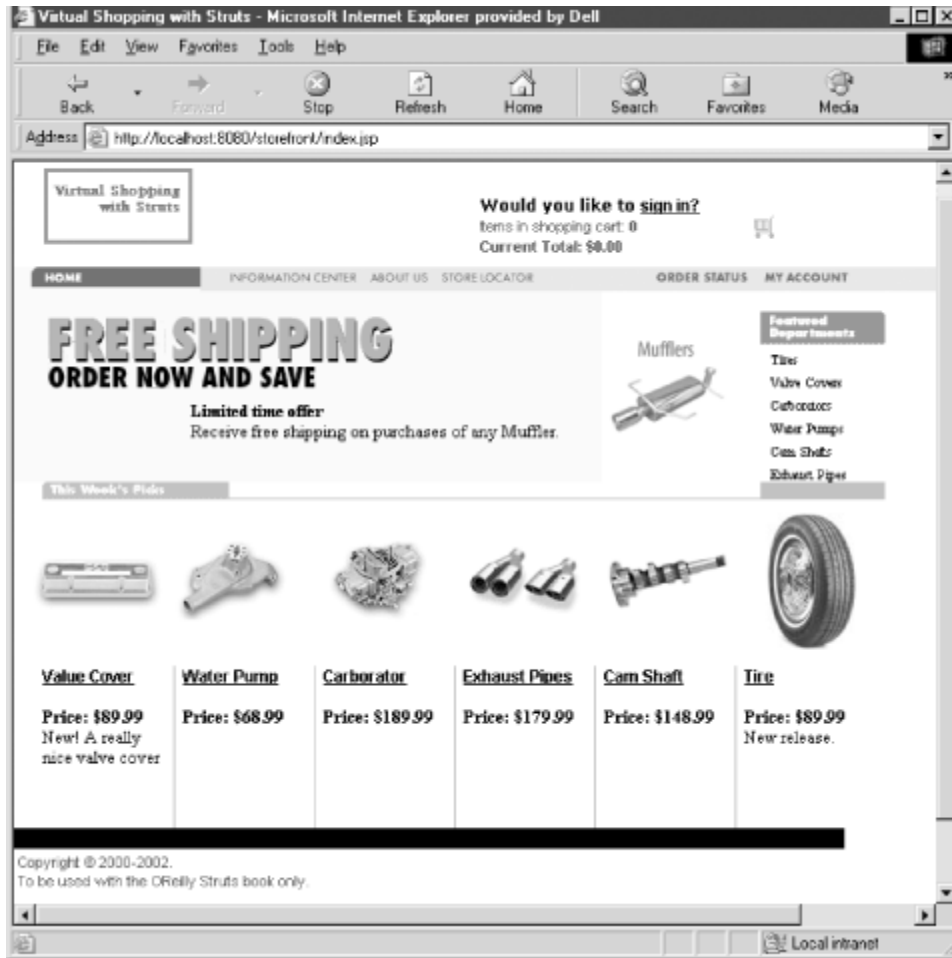 Virtual Shopping with Struts - Microsoft Internet Explorer provided by Dell
File Edit View Favorites Tools Help
Back Forward Stop Refresh Home Search Favorites Media
Address http://localhost:8080/storefront/index.jsp
Virtual Shopping
with Struts
Would you like to sign in?
tems in shopping cart: 0
Current Total: $0.00
HOME INFORMATION CENTER ABOUT US STORE LOCATOR ORDER STATUS MY ACCOUNT
FREE SHIPPING
ORDER NOW AND SAVE
Limited time offer
Receive free shipping on purchases of any Muffler.
Mufflers
Featured
Departments
Tires
Valve Covers
Carborators
Water Pumps
Cam Shafts
Exhaust Pipes
This Week's Picks
Value Cover
Price: $89.99
New! A really
nice valve cover
Water Pump
Price: $68.99
Carborator
Price: $189.99
Exhaust Pipes
Price: $179.99
Cam Shaft
Price: $148.99
Tire
Price: $89.99
New release.
Copyright © 2000-2002.
To be used with the OReilly Struts book only.
Local intranet